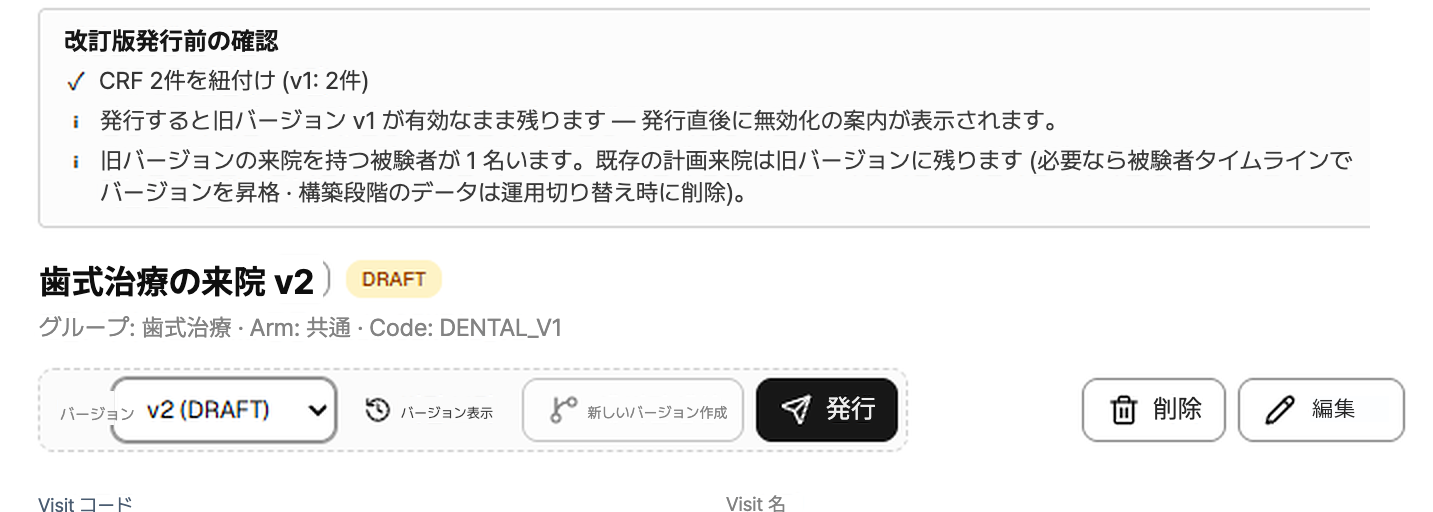 改訂版発行前の確認
✓ CRF 2件を紐付け (v1: 2件)
i 発行すると旧バージョン v1 が有効なまま残ります — 発行直後に無効化の案内が表示されます。
i 旧バージョンの来院を持つ被験者が 1 名います。既存の計画来院は旧バージョンに残ります (必要なら被験者タイムラインで
バージョンを昇格 · 構築段階のデータは運用切り替え時に削除)。
歯式治療の来院 v2 ) DRAFT
グループ: 歯式治療 · Arm: 共通 · Code: DENTAL_V1
バージョン v2 (DRAFT) バージョン表示 新しいバージョン作成 発行 削除 編集
Visit コード Visit 名